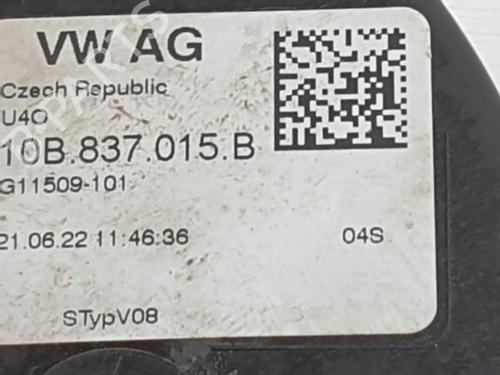 VW AG
Czech Republic
U4O
10B.837.015.B
G11509-101
21.06.22 11:46:36 04S
STypV08